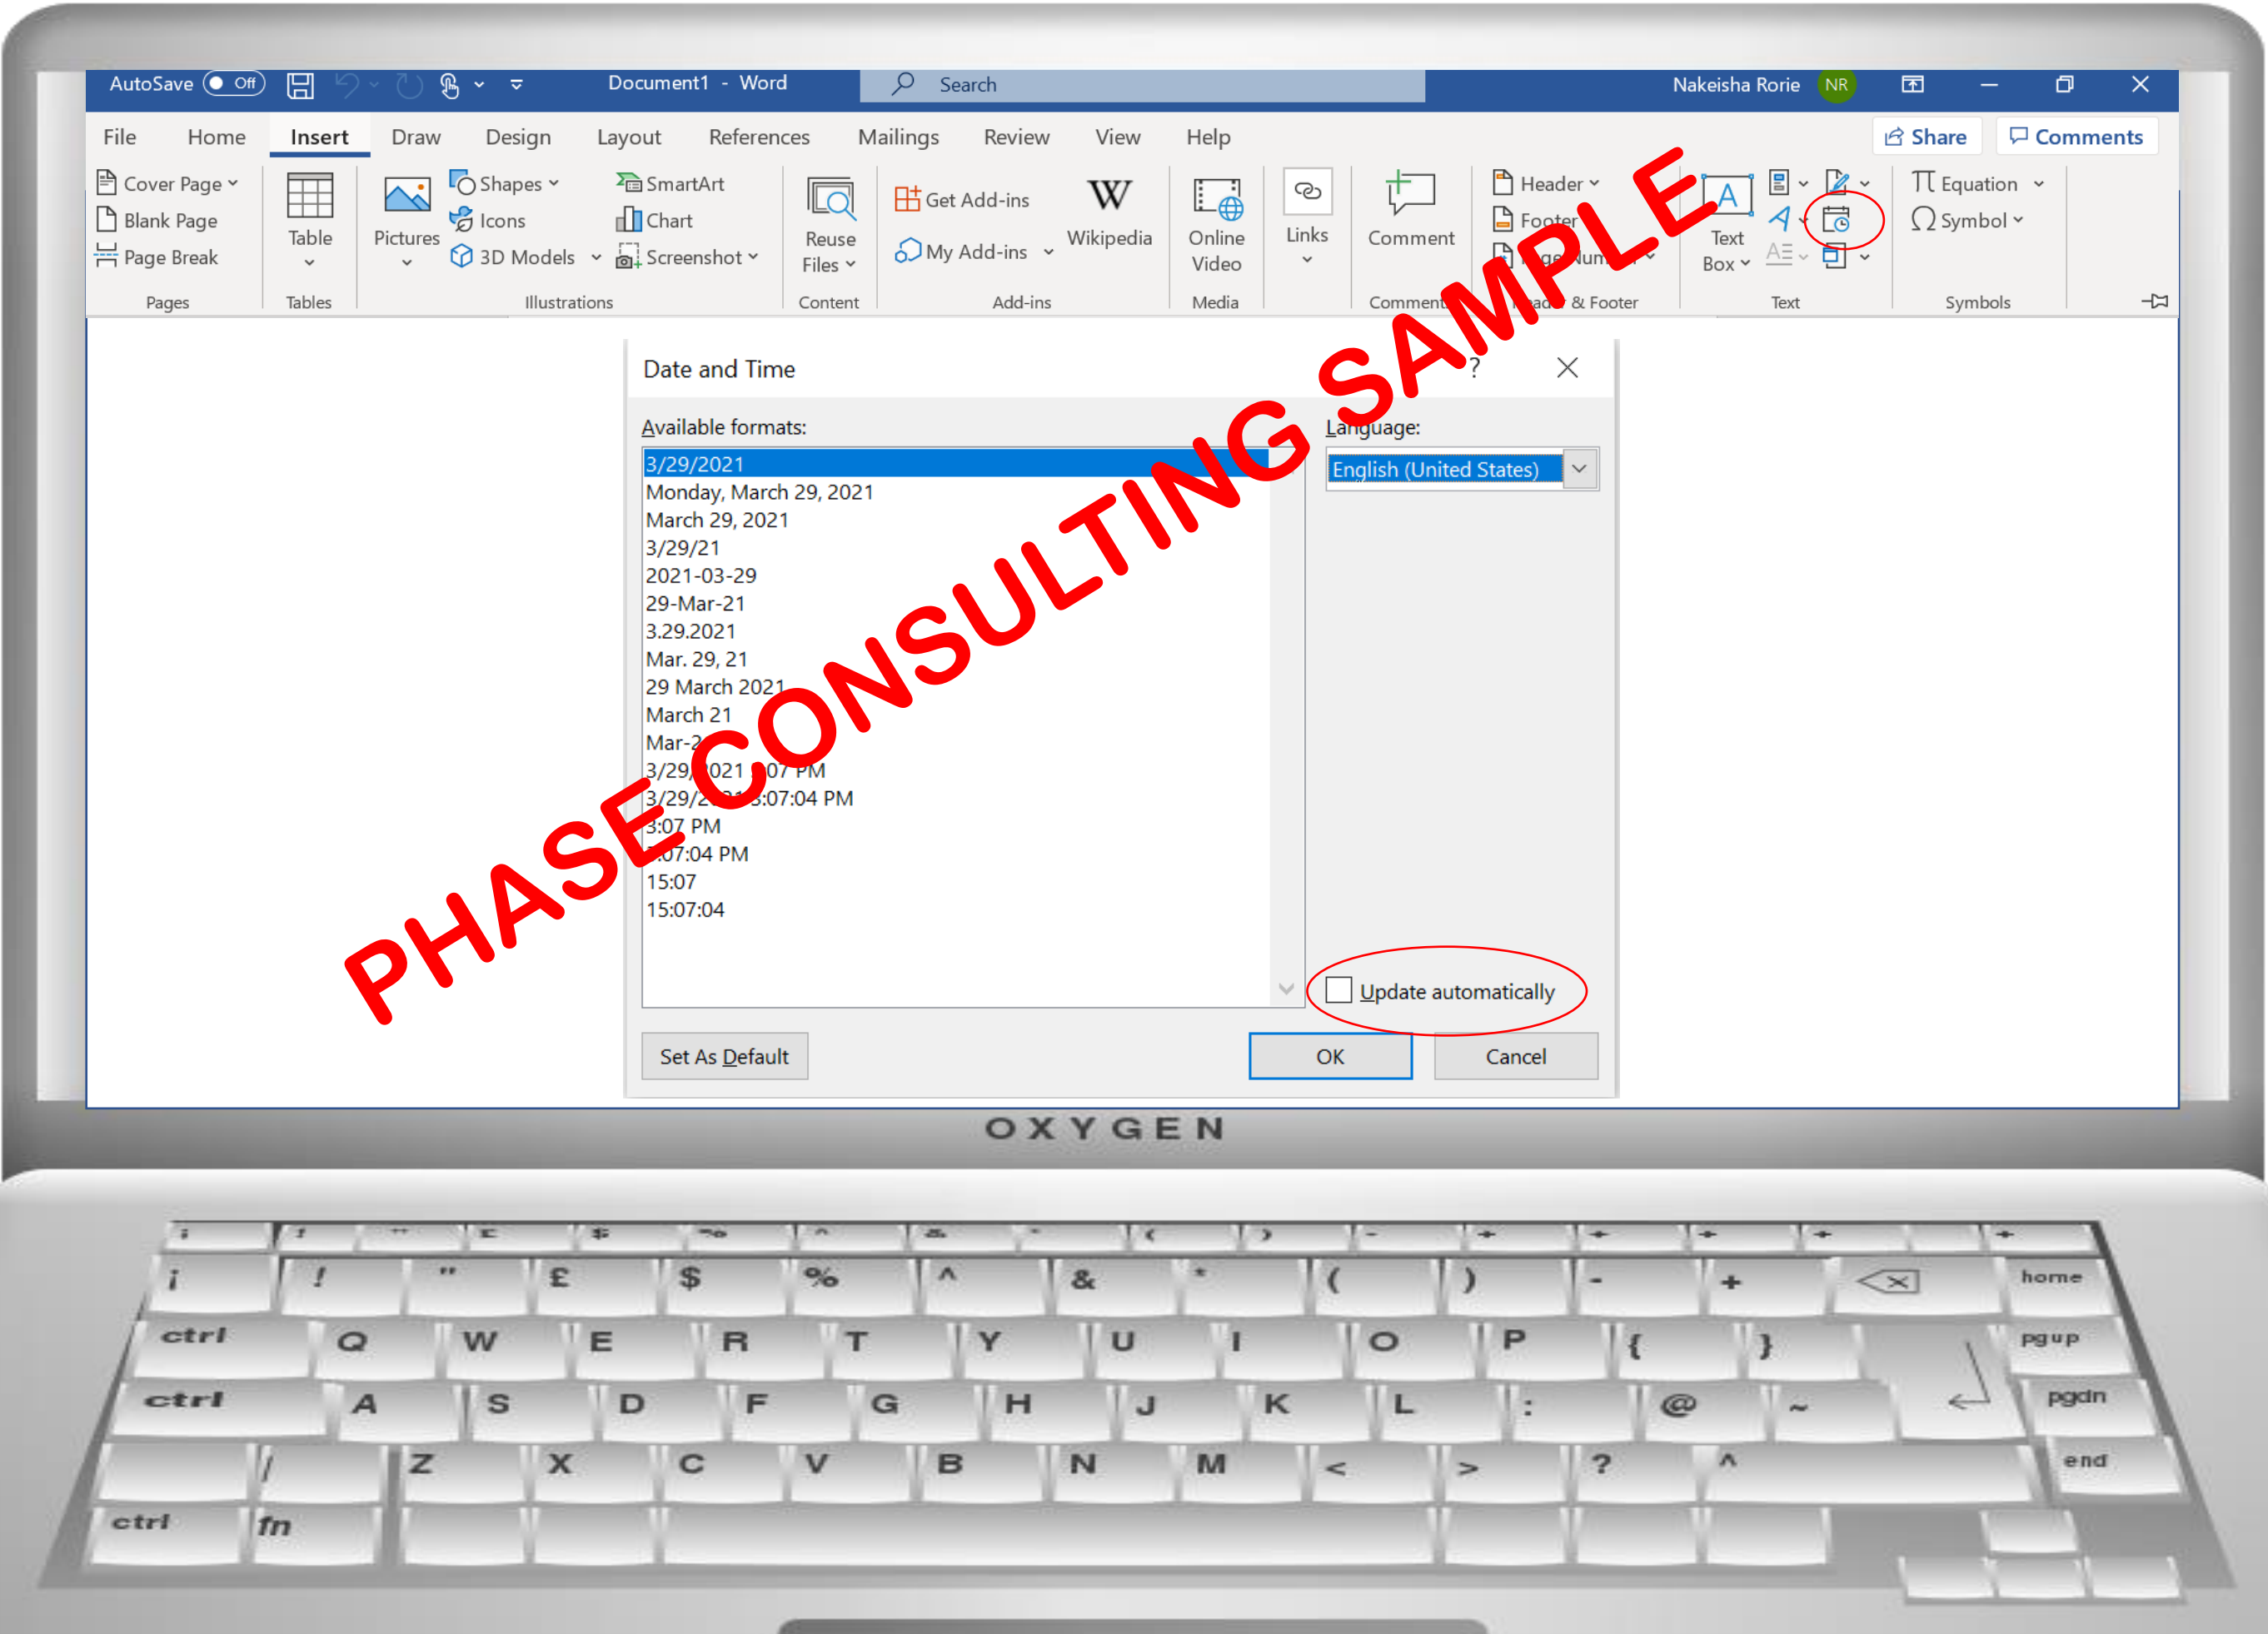 AutoSave Off Document1 - Word Search Nakeisha Rorie NR
File Home Insert Draw Design Layout References Mailings Review View Help Share Comments
Cover Page
Blank Page
Page Break
Pages
Table
Tables
Pictures
Shapes
Icons
3D Models
SmartArt
Chart
Screenshot
Illustrations
Reuse
Files
Content
Get Add-ins
My Add-ins
W
Wikipedia
Add-ins
Online
Video
Media
Links
Comment
Comments
Header
Footer
& Footer
A
Text
Box
Text
Equation
Symbol
Symbols
Date and Time ?
Available formats:
3/29/2021
Monday, March 29, 2021
March 29, 2021
3/29/21
2021-03-29
29-Mar-21
3.29.2021
Mar. 29, 21
29 March 2021
March 21
3:07 PM
15:07
15:07:04
Language:
English (United States)
Update automatically
Set As Default OK Cancel
PHASE CONSULTING SAMPLE
OXYGEN
¡ ! " £ $ % ^ & * ( ) - + home
ctrl Q W E R T Y U I O P { } pgup
ctrl A S D F G H J K L : @ ~ pgdn
/ Z X C V B N M < > ? ^ end
ctrl fn